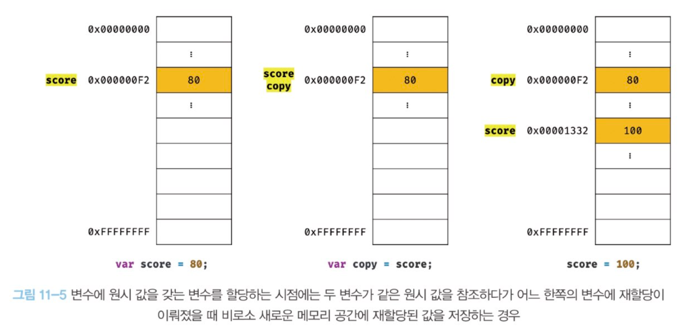 0x00000000
⋮
score 0x000000F2 80
⋮
0xFFFFFFFF
var score = 80;
0x00000000
⋮
score
copy 0x000000F2 80
⋮
0xFFFFFFFF
var copy = score;
0x00000000
⋮
copy 0x000000F2 80
score 0x00001332 100
⋮
0xFFFFFFFF
score = 100;
그림 11-5 변수에 원시 값을 갖는 변수를 할당하는 시점에는 두 변수가 같은 원시 값을 참조하다가 어느 한쪽의 변수에 재할당이
이뤄졌을 때 비로소 새로운 메모리 공간에 재할당된 값을 저장하는 경우